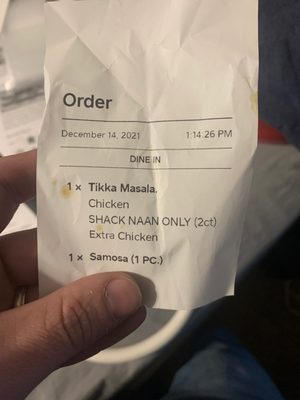 Order
December 14, 2021 1:14:26 PM
DINE IN
1 x Tikka Masala,
Chicken
SHACK NAAN ONLY (2ct)
Extra Chicken
1 x Samosa (1 PC.)